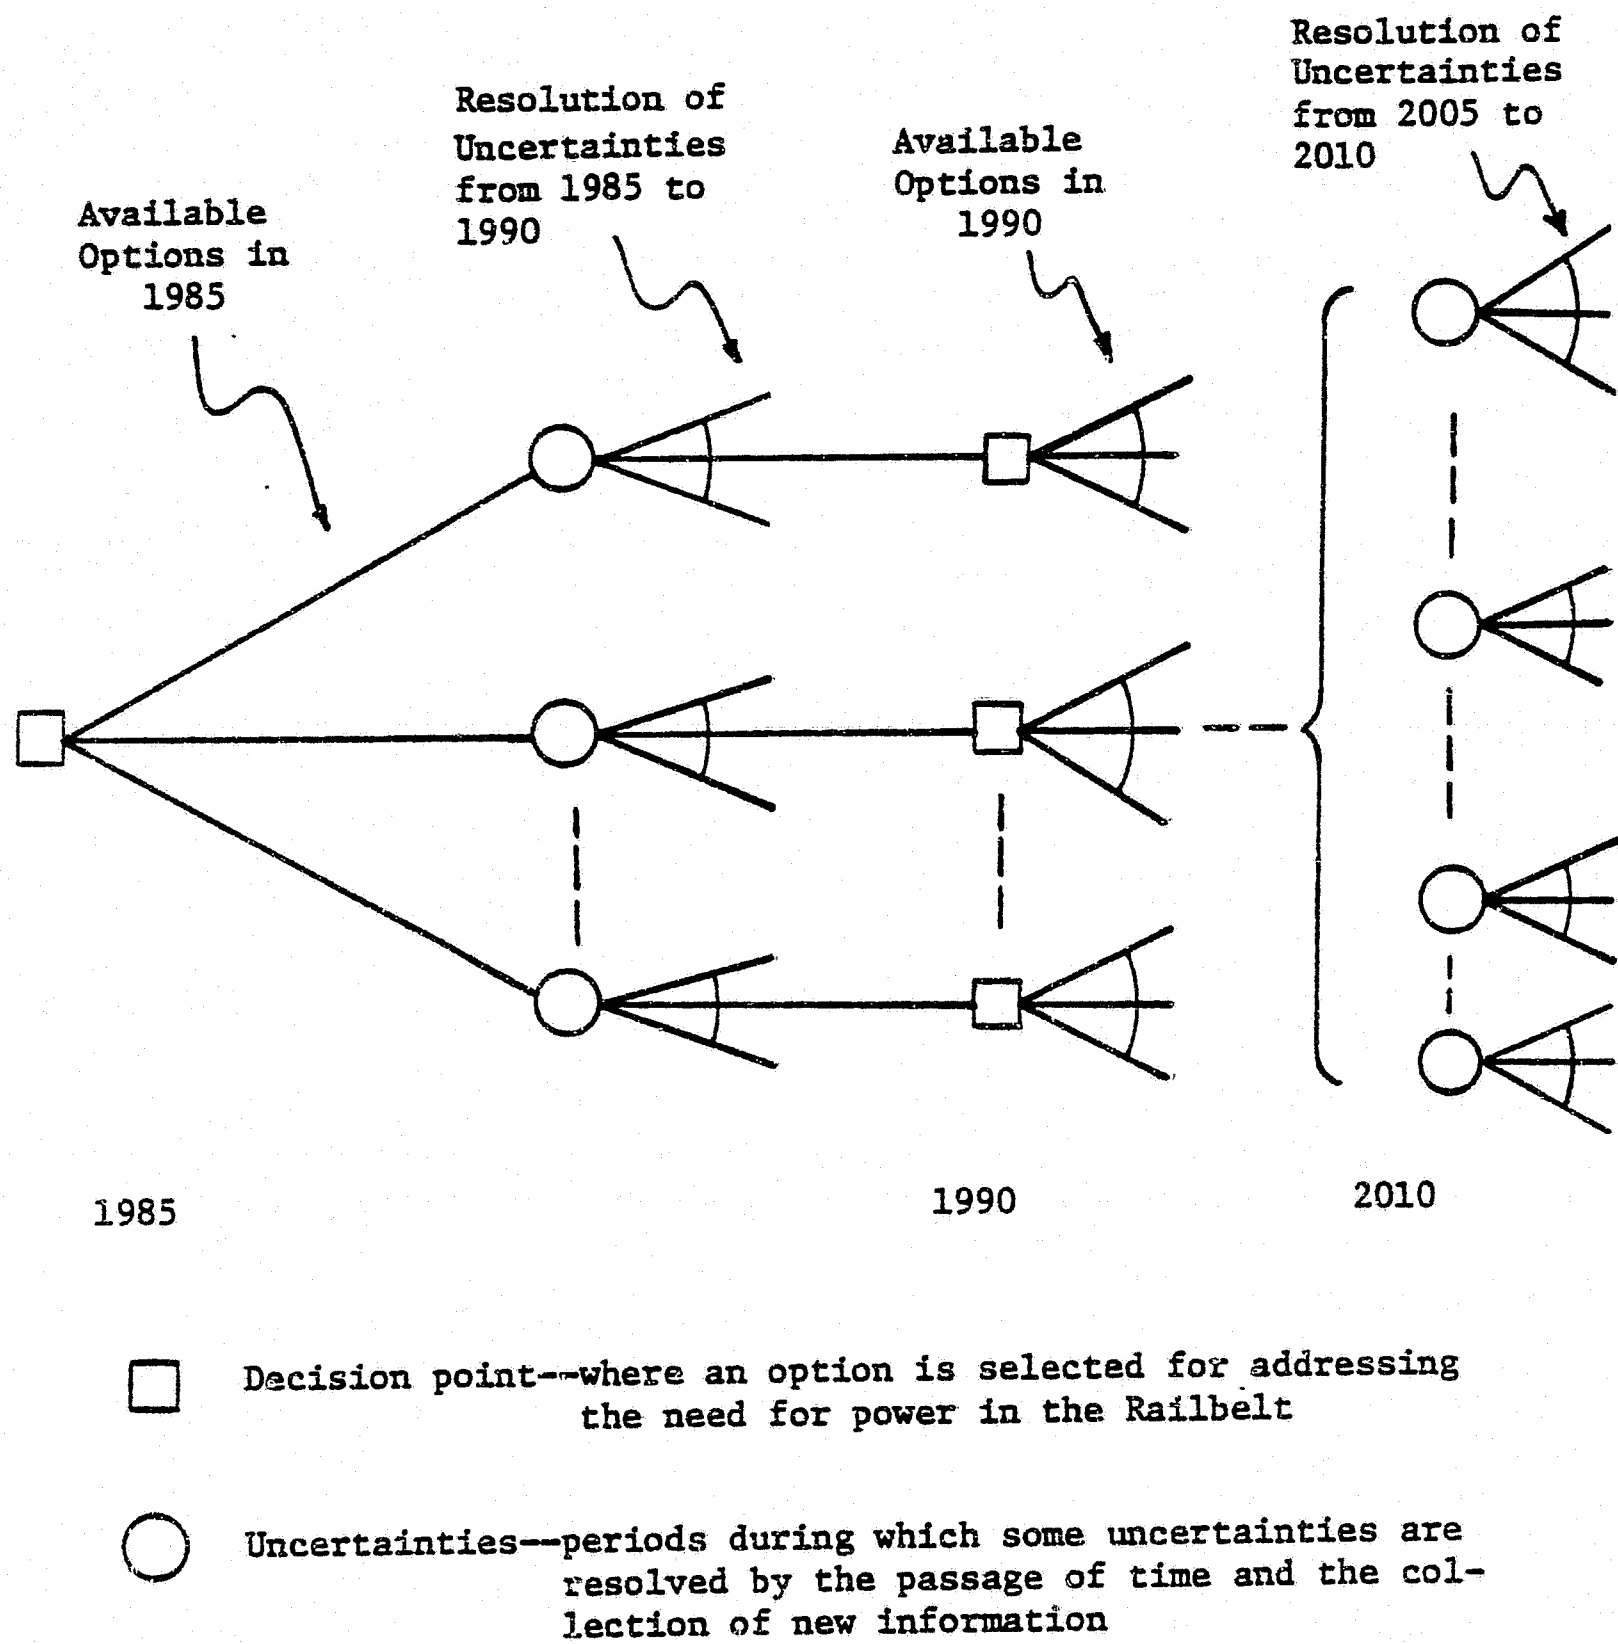 Available
Options in
1985
Resolution of
Uncertainties
from 1985 to
1990
Available
Options in
1990
Resolution of
Uncertainties
from 2005 to
2010
1985
1990
2010
Decision point--where an option is selected for addressing
the need for power in the Railbelt
Uncertainties--periods during which some uncertainties are
resolved by the passage of time and the col-
lection of new information